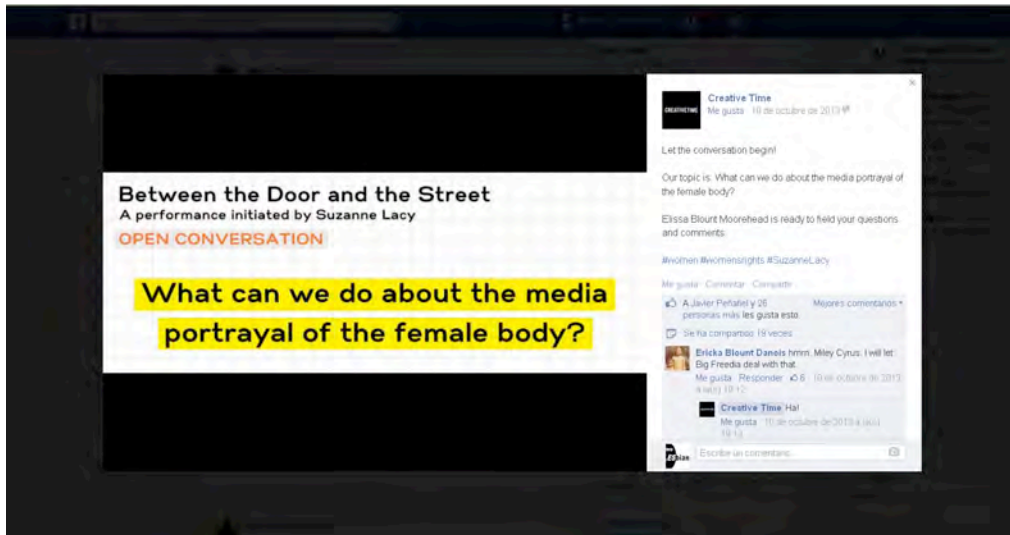 Between the Door and the Street
A performance initiated by Suzanne Lacy
OPEN CONVERSATION
What can we do about the media
portrayal of the female body?
CREATIVETIME
Creative Time
Me gusta · 10 de octubre de 2013
Let the conversation begin!
Our topic is: What can we do about the media portrayal of
the female body?
Elissa Blount Moorehead is ready to field your questions
and comments.
#women #womensrights #SuzanneLacy
Me gusta · Comentar · Compartir
A Javier Peñafiel y 26
personas más les gusta esto.
Mejores comentarios
Se ha compartido 19 veces
Ericka Blount Danois hmm. Miley Cyrus. I will let
Big Freedia deal with that.
Me gusta · Responder · 6 · 10 de octubre de 2013
a la(s) 19:12
Creative Time Ha!
Me gusta · 10 de octubre de 2013 a la(s)
19:13
Escribe un comentario...